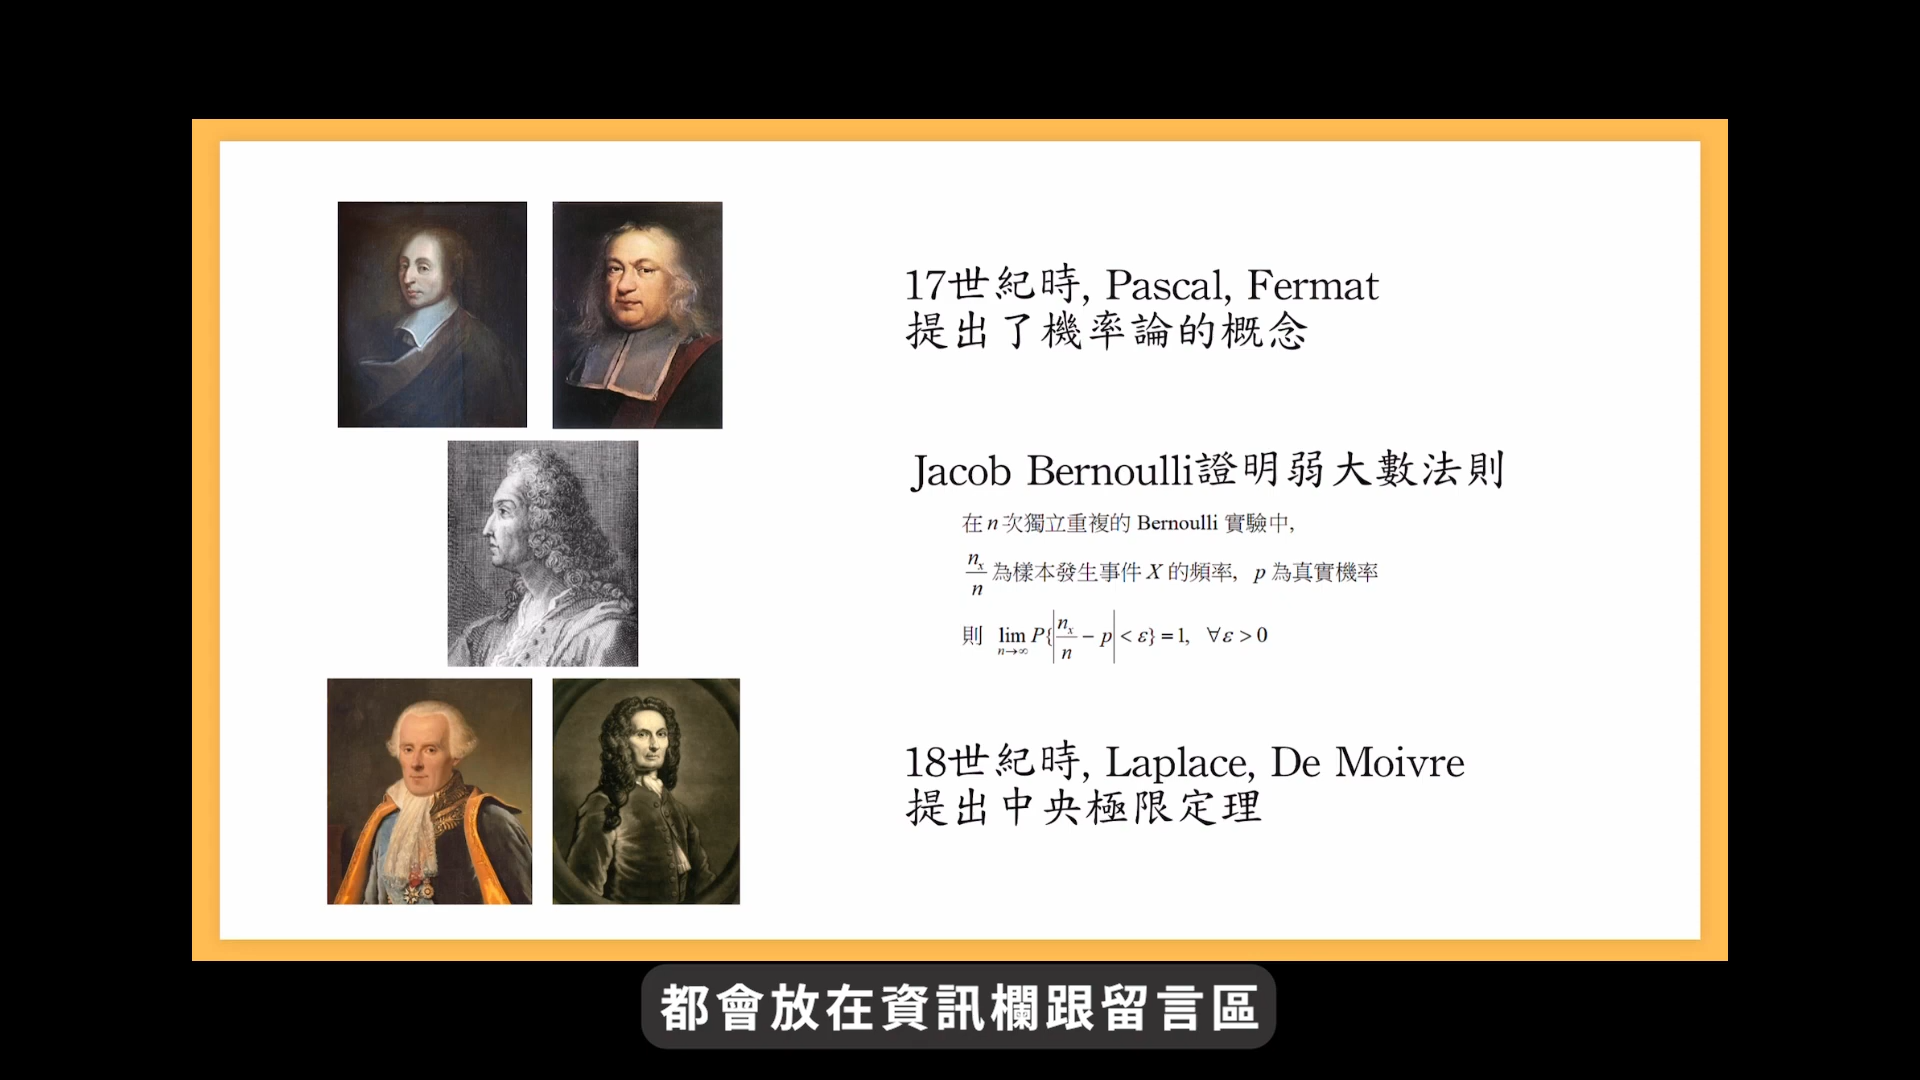 17世紀時, Pascal, Fermat
提出了機率論的概念
Jacob Bernoulli證明弱大數法則
在 n 次獨立重複的 Bernoulli 實驗中,
n_x/n 為樣本發生事件 X 的頻率, p 為真實機率
則 lim_{n→∞} P{|n_x/n − p| < ε} = 1, ∀ε > 0
18世紀時, Laplace, De Moivre
提出中央極限定理
都會放在資訊欄跟留言區